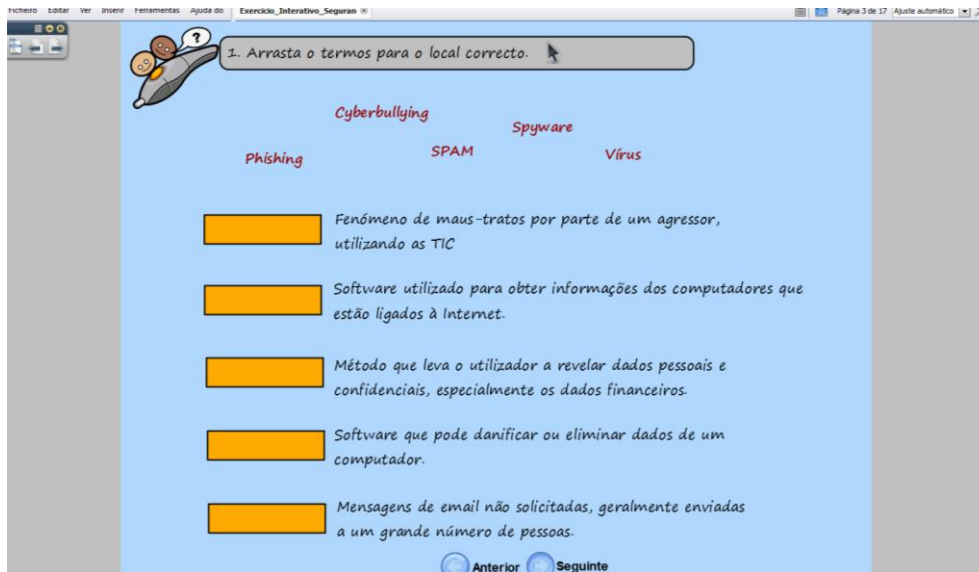 Ficheiro Editar Ver Inserir Ferramentas Ajuda do Exercicio_Interativo_Seguran Página 3 de 17 Ajuste automático
?
1. Arrasta o termos para o local correcto.
Cyberbullying
Spyware
Phishing SPAM Vírus
Fenómeno de maus-tratos por parte de um agressor,
utilizando as TIC
Software utilizado para obter informações dos computadores que
estão ligados à Internet.
Método que leva o utilizador a revelar dados pessoais e
confidenciais, especialmente os dados financeiros.
Software que pode danificar ou eliminar dados de um
computador.
Mensagens de email não solicitadas, geralmente enviadas
a um grande número de pessoas.
Anterior Seguinte